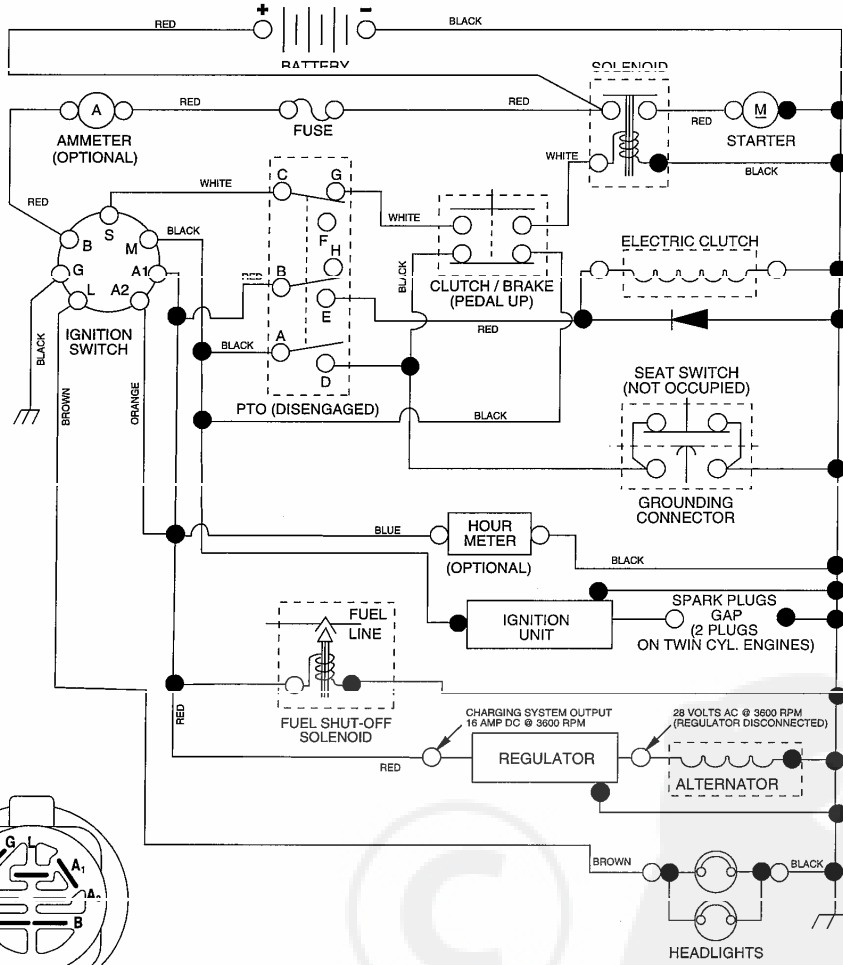 + -
RED
BLACK
BATTERY
SOLENOID
A
RED
RED
RED
M
AMMETER
(OPTIONAL)
FUSE
STARTER
WHITE
BLACK
C G
WHITE
RED
S
BLACK
F
WHITE
B
M
ELECTRIC CLUTCH
G
A1
H
RED
B
BLACK
CLUTCH / BRAKE
(PEDAL UP)
L
A2
E
RED
IGNITION
SWITCH
BLACK
A
BLACK
D
SEAT SWITCH
(NOT OCCUPIED)
BROWN
ORANGE
PTO (DISENGAGED)
BLACK
GROUNDING
CONNECTOR
BLUE
HOUR
METER
(OPTIONAL)
BLACK
SPARK PLUGS
GAP
(2 PLUGS
ON TWIN CYL. ENGINES)
IGNITION
UNIT
FUEL
LINE
FUEL SHUT-OFF
SOLENOID
RED
CHARGING SYSTEM OUTPUT
16 AMP DC @ 3600 RPM
28 VOLTS AC @ 3600 RPM
(REGULATOR DISCONNECTED)
RED
REGULATOR
ALTERNATOR
G L
A1
B
BROWN
BLACK
HEADLIGHTS
C